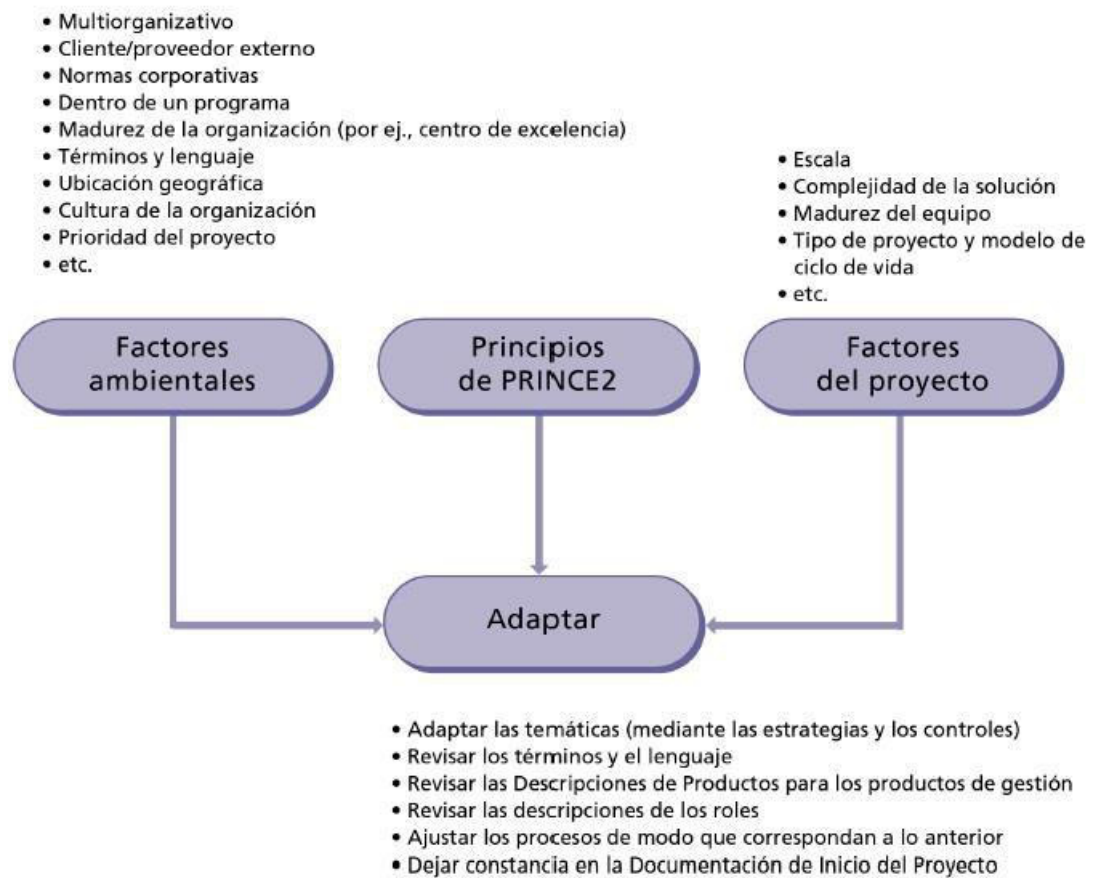 • Multiorganizativo
• Cliente/proveedor externo
• Normas corporativas
• Dentro de un programa
• Madurez de la organización (por ej., centro de excelencia)
• Términos y lenguaje
• Ubicación geográfica
• Cultura de la organización
• Prioridad del proyecto
• etc.
• Escala
• Complejidad de la solución
• Madurez del equipo
• Tipo de proyecto y modelo de
ciclo de vida
• etc.
Factores
ambientales
Principios
de PRINCE2
Factores
del proyecto
Adaptar
• Adaptar las temáticas (mediante las estrategias y los controles)
• Revisar los términos y el lenguaje
• Revisar las Descripciones de Productos para los productos de gestión
• Revisar las descripciones de los roles
• Ajustar los procesos de modo que correspondan a lo anterior
• Dejar constancia en la Documentación de Inicio del Proyecto